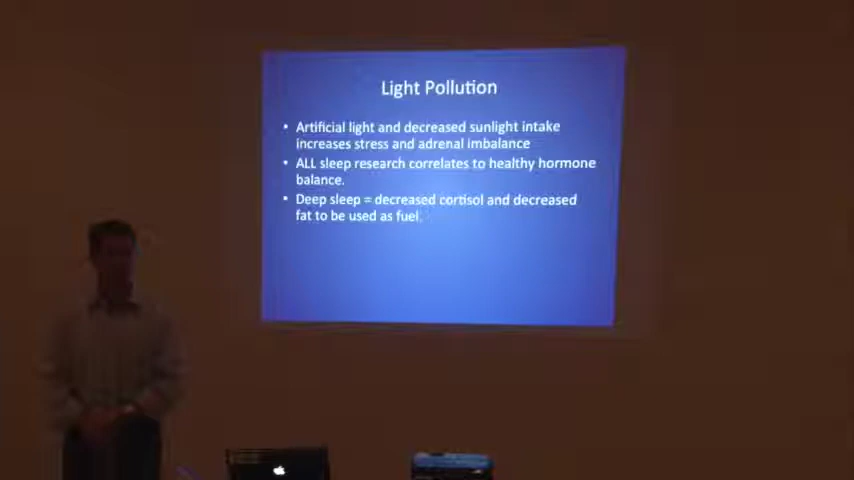 Light Pollution
• Artificial light and decreased sunlight intake
increases stress and adrenal imbalance
• ALL sleep research correlates to healthy hormone
balance.
• Deep sleep = decreased cortisol and decreased
fat to be used as fuel.